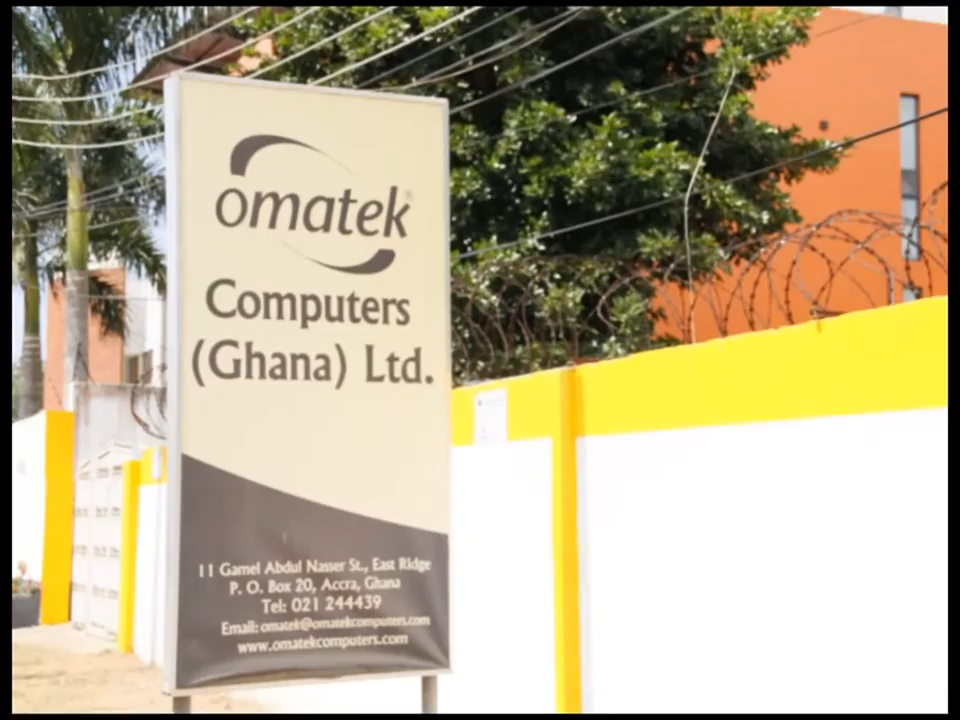 omatek
Computers
(Ghana) Ltd.
11 Gamel Abdul Nasser St., East Ridge
P. O. Box 20, Accra, Ghana
Tel: 021 244439
Email: omatek@omatekcomputers.com
www.omatekcomputers.com